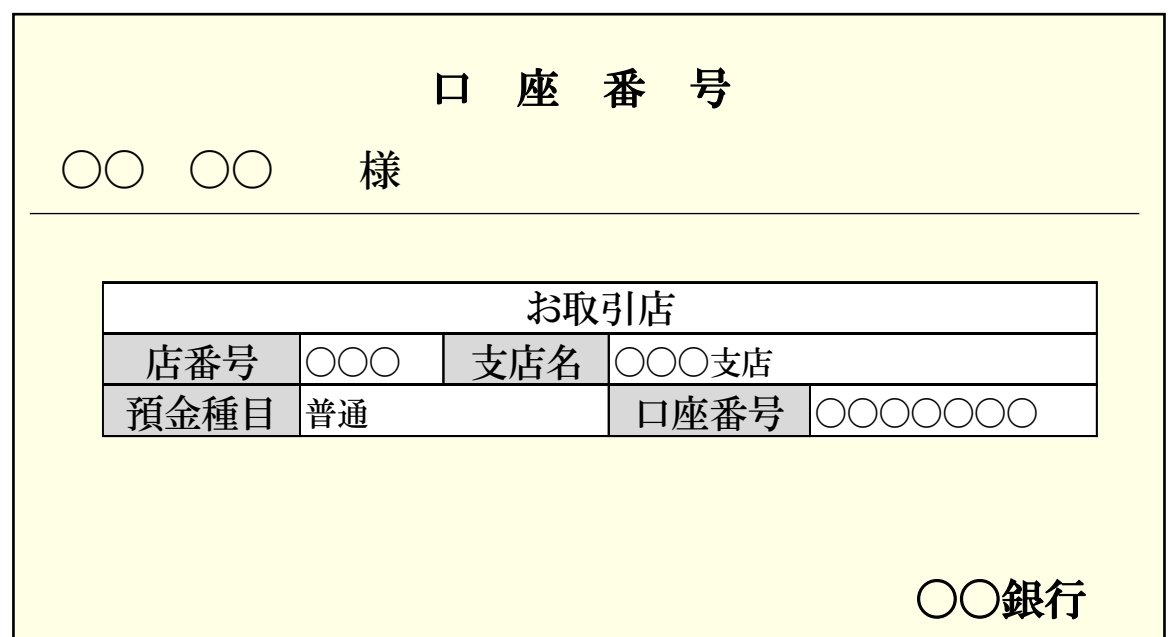 口座番号
○○ ○○ 様
お取引店
店番号 ○○○ 支店名 ○○○支店
預金種目 普通 口座番号 ○○○○○○○
○○銀行